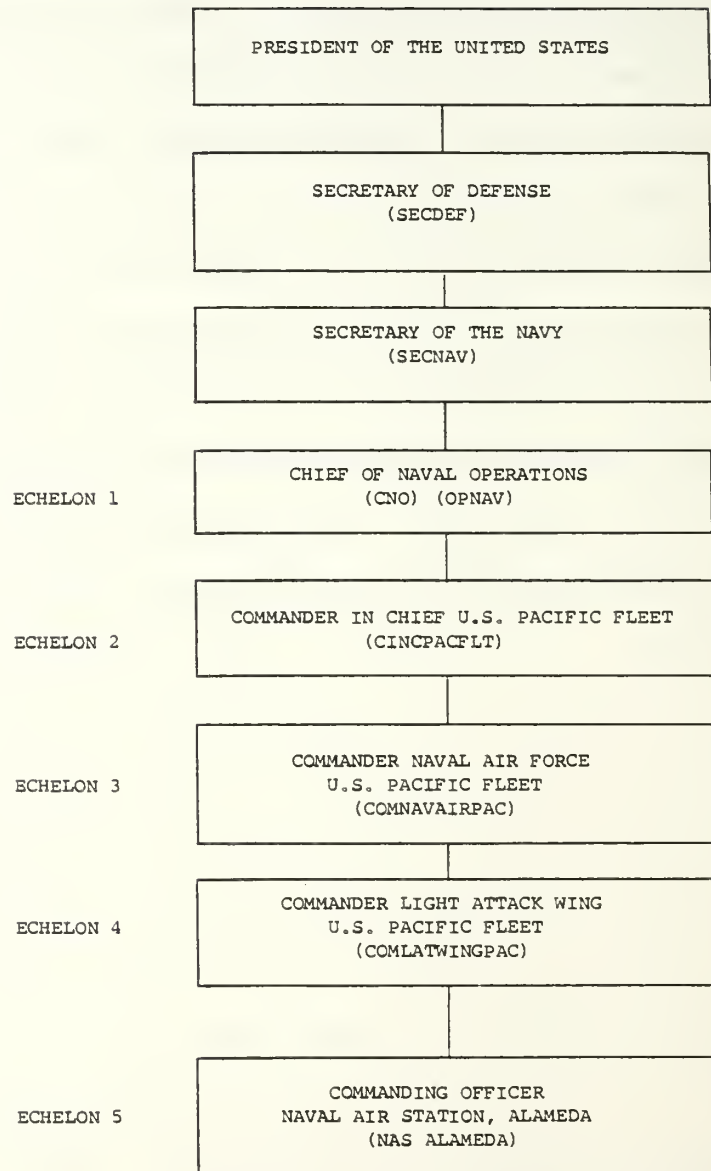 PRESIDENT OF THE UNITED STATES
SECRETARY OF DEFENSE
(SECDEF)
SECRETARY OF THE NAVY
(SECNAV)
CHIEF OF NAVAL OPERATIONS
ECHELON 1 (CNO) (OPNAV)
COMMANDER IN CHIEF U.S. PACIFIC FLEET
ECHELON 2 (CINCPACFLT)
COMMANDER NAVAL AIR FORCE
ECHELON 3 U.S. PACIFIC FLEET
(COMNAVAIRPAC)
COMMANDER LIGHT ATTACK WING
ECHELON 4 U.S. PACIFIC FLEET
(COMLATWINGPAC)
COMMANDING OFFICER
ECHELON 5 NAVAL AIR STATION, ALAMEDA
(NAS ALAMEDA)